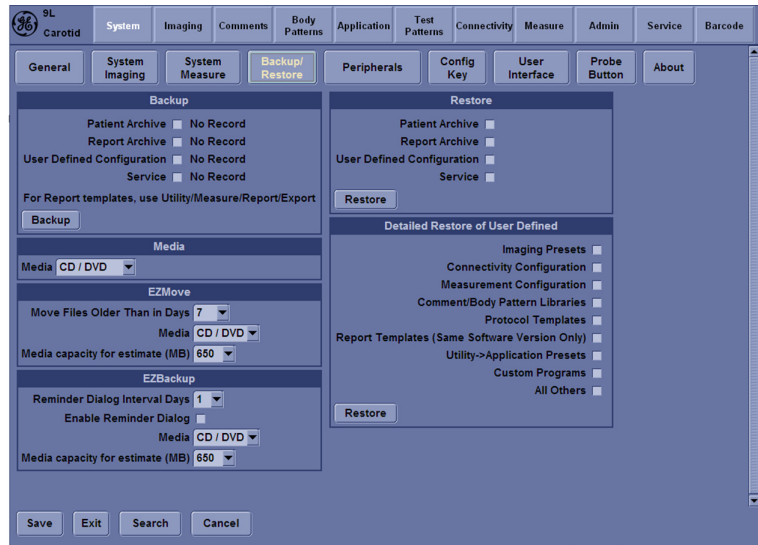 9L
Carotid
System
Imaging
Comments
Body
Patterns
Application
Test
Patterns
Connectivity
Measure
Admin
Service
Barcode
General
System
Imaging
System
Measure
Backup/
Restore
Peripherals
Config
Key
User
Interface
Probe
Button
About
Backup
Patient Archive No Record
Report Archive No Record
User Defined Configuration No Record
Service No Record
For Report templates, use Utility/Measure/Report/Export
Backup
Media
Media CD / DVD
EZMove
Move Files Older Than in Days 7
Media CD / DVD
Media capacity for estimate (MB) 650
EZBackup
Reminder Dialog Interval Days 1
Enable Reminder Dialog
Media CD / DVD
Media capacity for estimate (MB) 650
Restore
Patient Archive
Report Archive
User Defined Configuration
Service
Restore
Detailed Restore of User Defined
Imaging Presets
Connectivity Configuration
Measurement Configuration
Comment/Body Pattern Libraries
Protocol Templates
Report Templates (Same Software Version Only)
Utility->Application Presets
Custom Programs
All Others
Restore
Save
Exit
Search
Cancel